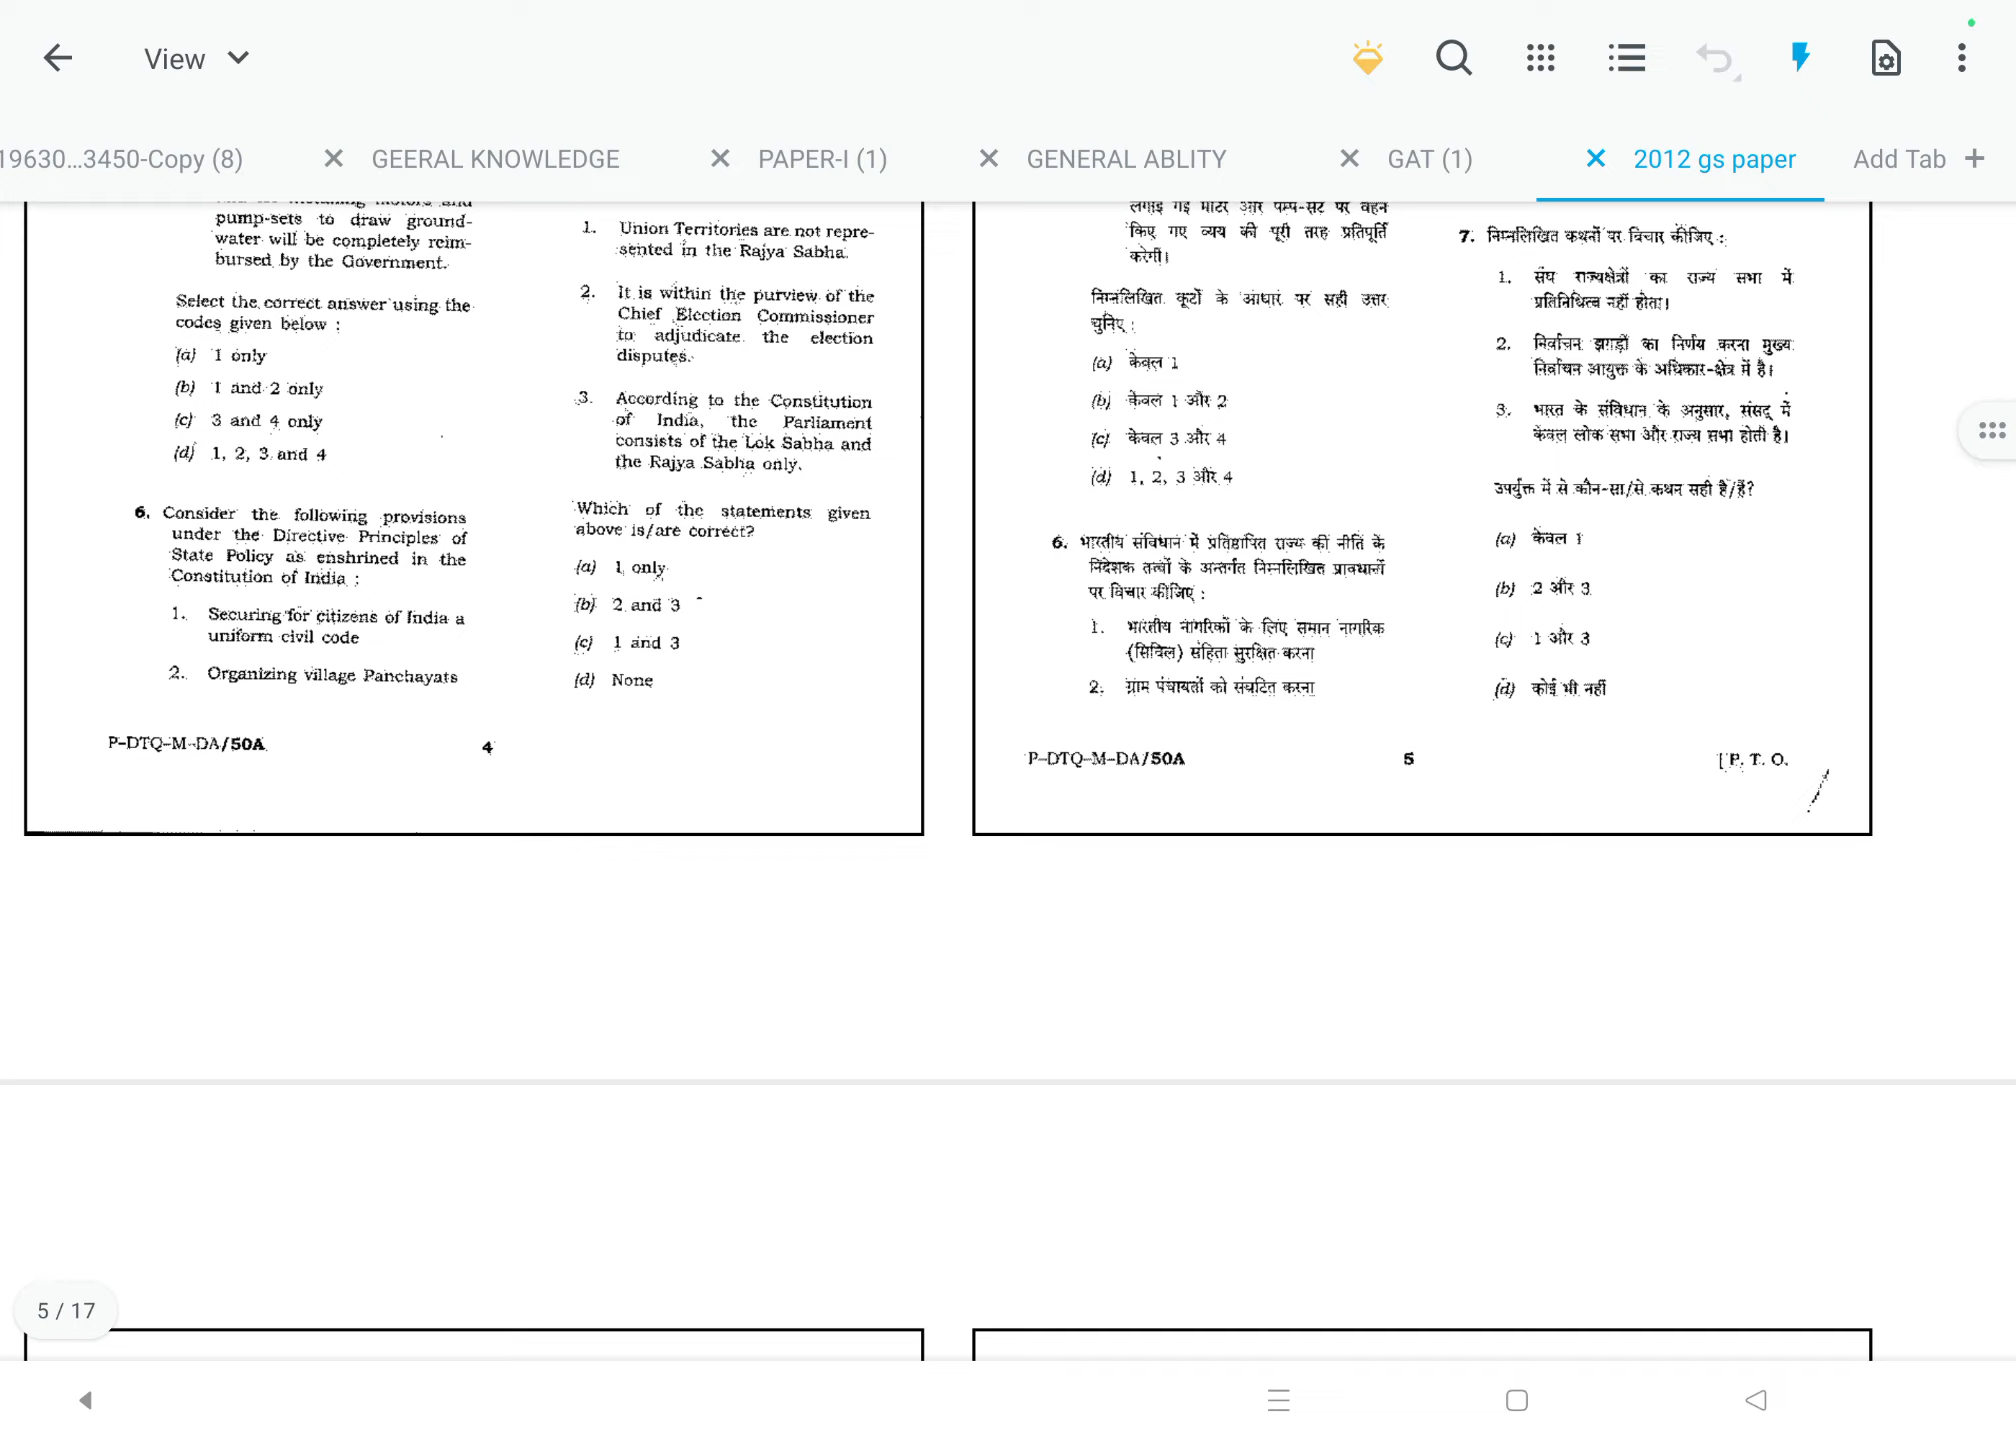 View
19630...3450-Copy (8)
GEERAL KNOWLEDGE
PAPER-I (1)
GENERAL ABLITY
GAT (1)
2012 gs paper
Add Tab +
pump-sets to draw ground-
water will be completely reim-
bursed by the Government.
Select the correct answer using the
codes given below :
(a) 1 only
(b) 1 and 2 only
(c) 3 and 4 only
(d) 1, 2, 3 and 4
6. Consider the following provisions
under the Directive Principles of
State Policy as enshrined in the
Constitution of India :
1. Securing for citizens of India a
uniform civil code
2. Organizing village Panchayats
1. Union Territories are not repre-
sented in the Rajya Sabha.
2. It is within the purview of the
Chief Election Commissioner
to adjudicate the election
disputes.
3. According to the Constitution
of India, the Parliament
consists of the Lok Sabha and
the Rajya Sabha only.
Which of the statements given
above is/are correct?
(a) 1 only
(b) 2 and 3
(c) 1 and 3
(d) None
P-DTQ-M-DA/50A
4
लगाई गई मोटर और पम्प-सेट पर वहन
किए गए व्यय की पूरी तरह प्रतिपूर्ति
करेगी।
निम्नलिखित कूटों के आधार पर सही उत्तर
चुनिए :
(a) केवल 1
(b) केवल 1 और 2
(c) केवल 3 और 4
(d) 1, 2, 3 और 4
6. भारतीय संविधान में प्रतिष्ठापित राज्य की नीति के
निदेशक तत्त्वों के अन्तर्गत निम्नलिखित प्रावधानों
पर विचार कीजिए :
1. भारतीय नागरिकों के लिए समान नागरिक
(सिविल) संहिता सुरक्षित करना
2. ग्राम पंचायतों को संघटित करना
7. निम्नलिखित कथनों पर विचार कीजिए :
1. संघ राज्यक्षेत्रों का राज्य सभा में
प्रतिनिधित्व नहीं होता।
2. निर्वाचन झगड़ों का निर्णय करना मुख्य
निर्वाचन आयुक्त के अधिकार-क्षेत्र में है।
3. भारत के संविधान के अनुसार, संसद् में
केवल लोक सभा और राज्य सभा होती है।
उपर्युक्त में से कौन-सा/से कथन सही है/हैं?
(a) केवल 1
(b) 2 और 3
(c) 1 और 3
(d) कोई भी नहीं
P-DTQ-M-DA/50A
5
[ P. T. O.
5 / 17